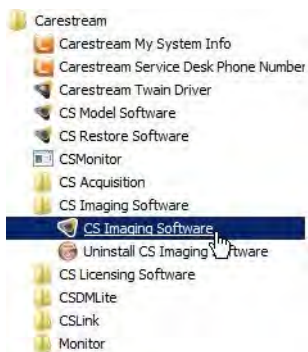 Carestream
Carestream My System Info
Carestream Service Desk Phone Number
Carestream Twain Driver
CS Model Software
CS Restore Software
CSMonitor
CS Acquisition
CS Imaging Software
CS Imaging Software
Uninstall CS Imaging Software
CS Licensing Software
CSDMLite
CSLink
Monitor